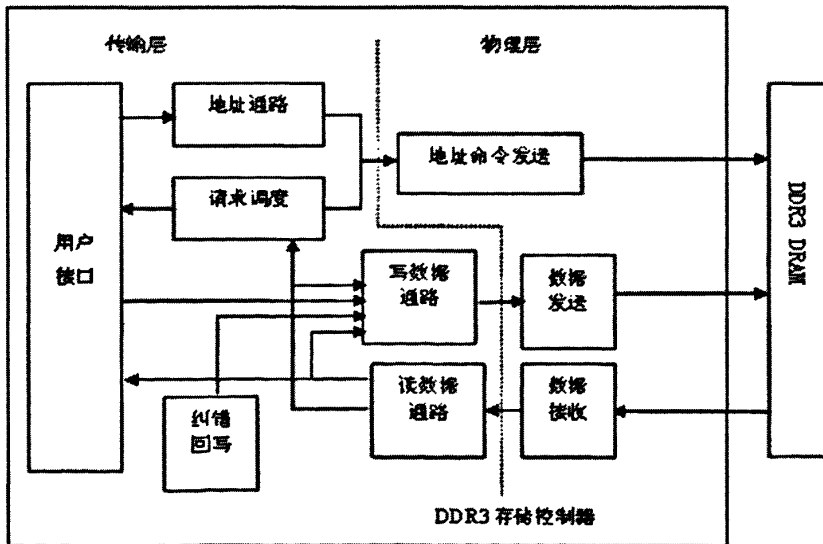 传输层
物理层
地址通路
地址命令发送
请求调度
用户
接口
写数据
通路
数据
发送
读数据
通路
数据
接收
纠错
回写
DDR3 DRAM
DDR3 存储控制器